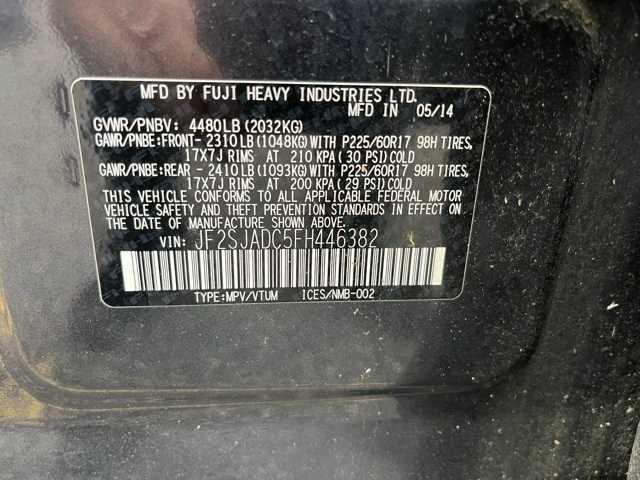 MFD BY FUJI HEAVY INDUSTRIES LTD.
MFD IN 05/14
GVWR/PNBV: 4480LB (2032KG)
GAWR/PNBE:FRONT- 2310LB (1048KG) WITH P225/60R17 98H TIRES,
17X7J RIMS AT 210 KPA (30 PSI) COLD
GAWR/PNBE:REAR - 2410LB (1093KG) WITH P225/60R17 98H TIRES,
17X7J RIMS AT 200 KPA (29 PSI) COLD
THIS VEHICLE CONFORMS TO ALL APPLICABLE FEDERAL MOTOR
VEHICLE SAFETY AND THEFT PREVENTION STANDARDS IN EFFECT
ON THE DATE OF MANUFACTURE SHOWN ABOVE.
VIN: JF2SJADC5FH446382
TYPE:MPV/VTUM ICES/NMB-002